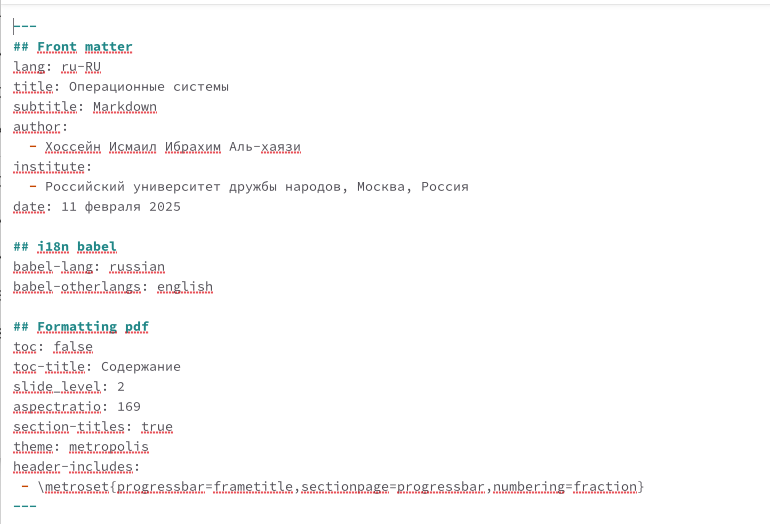 ---
## Front matter
lang: ru-RU
title: Операционные системы
subtitle: Markdown
author:
  - Хоссейн Исмаил Ибрахим Аль-хаязи
institute:
  - Российский университет дружбы народов, Москва, Россия
date: 11 февраля 2025

## i18n babel
babel-lang: russian
babel-otherlangs: english

## Formatting pdf
toc: false
toc-title: Содержание
slide_level: 2
aspectratio: 169
section-titles: true
theme: metropolis
header-includes:
 - \metroset{progressbar=frametitle,sectionpage=progressbar,numbering=fraction}
---